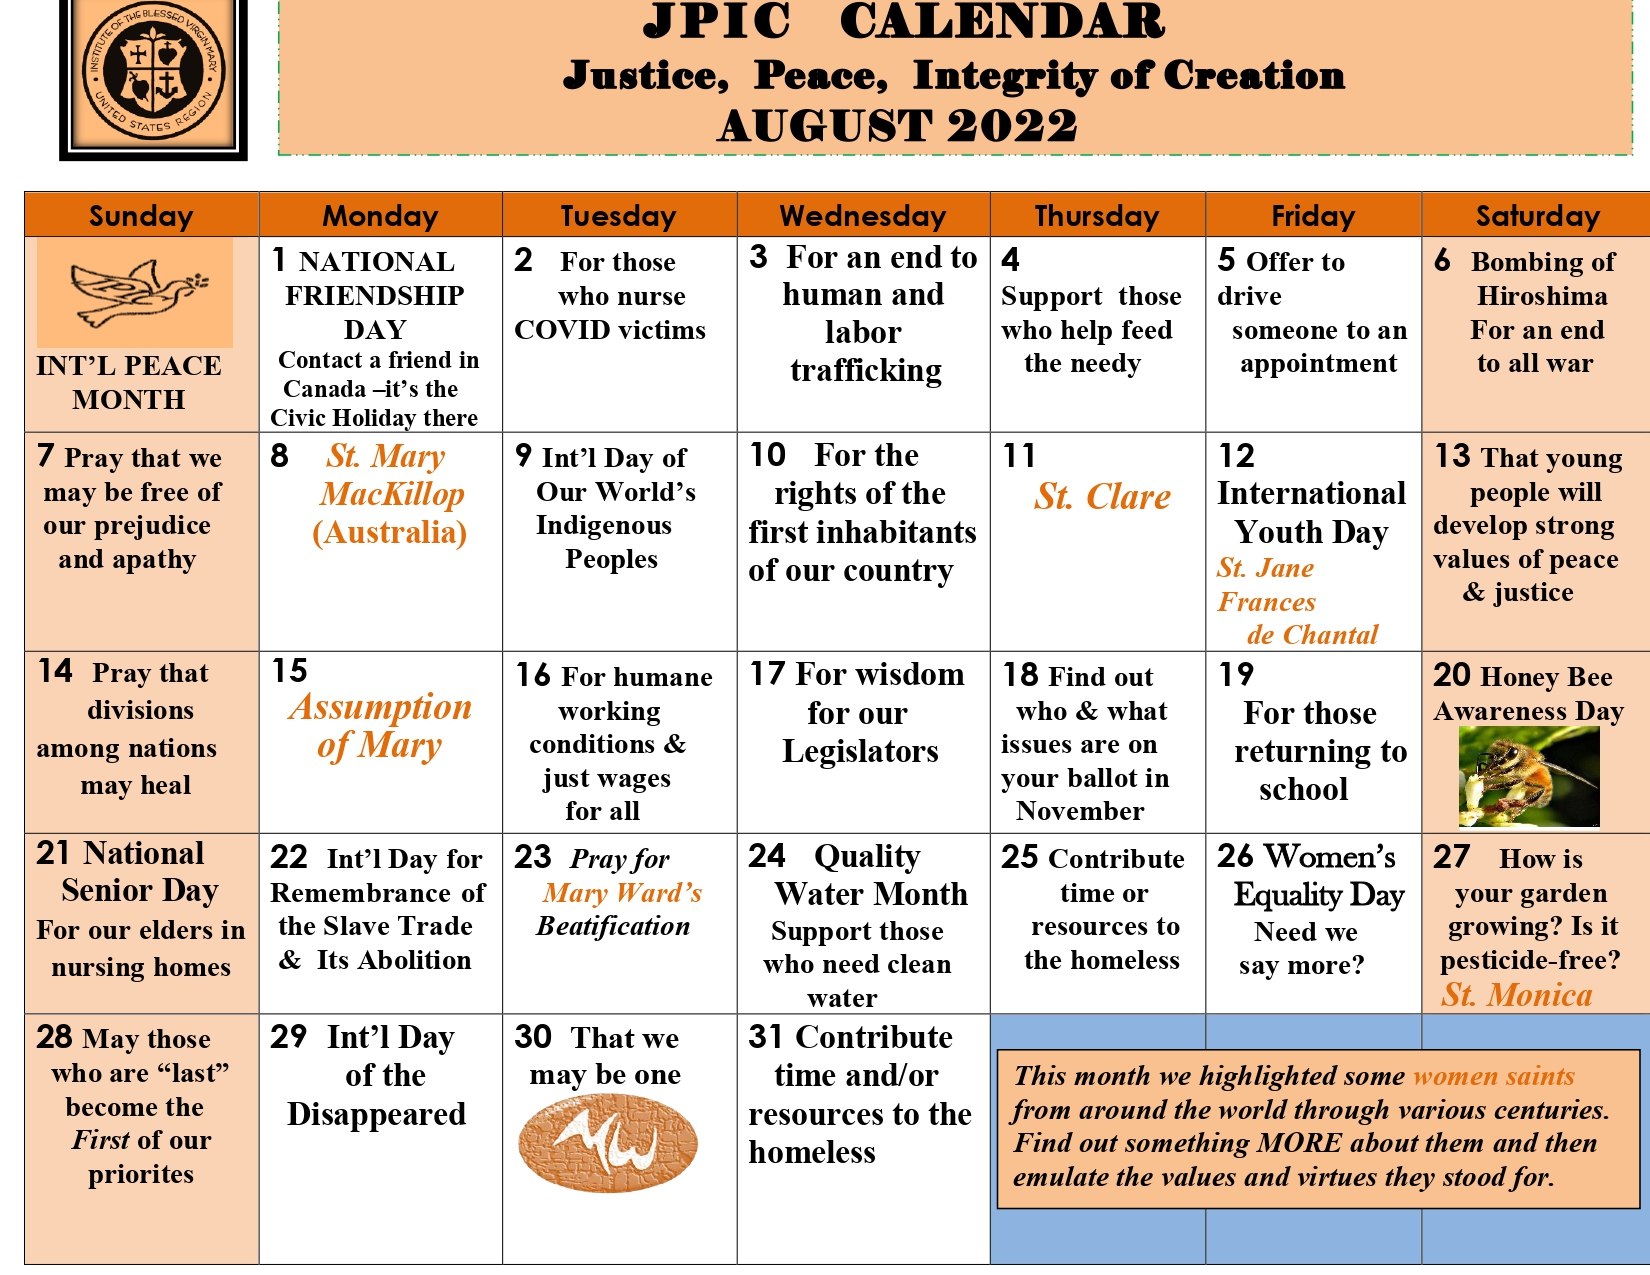 INSTITUTE OF THE BLESSED VIRGIN MARY
UNITED STATES REGION
JPIC CALENDAR
Justice, Peace, Integrity of Creation
AUGUST 2022
Sunday Monday Tuesday Wednesday Thursday Friday Saturday
INT’L PEACE
MONTH
1 NATIONAL
FRIENDSHIP
DAY
Contact a friend in
Canada –it’s the
Civic Holiday there
2 For those
who nurse
COVID victims
3 For an end to
human and
labor
trafficking
4
Support those
who help feed
the needy
5 Offer to
drive
someone to an
appointment
6 Bombing of
Hiroshima
For an end
to all war
7 Pray that we
may be free of
our prejudice
and apathy
8 St. Mary
MacKillop
(Australia)
9 Int’l Day of
Our World’s
Indigenous
Peoples
10 For the
rights of the
first inhabitants
of our country
11
St. Clare
12
International
Youth Day
St. Jane
Frances
de Chantal
13 That young
people will
develop strong
values of peace
& justice
14 Pray that
divisions
among nations
may heal
15
Assumption
of Mary
16 For humane
working
conditions &
just wages
for all
17 For wisdom
for our
Legislators
18 Find out
who & what
issues are on
your ballot in
November
19
For those
returning to
school
20 Honey Bee
Awareness Day
21 National
Senior Day
For our elders in
nursing homes
22 Int’l Day for
Remembrance of
the Slave Trade
& Its Abolition
23 Pray for
Mary Ward’s
Beatification
24 Quality
Water Month
Support those
who need clean
water
25 Contribute
time or
resources to
the homeless
26 Women’s
Equality Day
Need we
say more?
27 How is
your garden
growing? Is it
pesticide-free?
St. Monica
28 May those
who are “last”
become the
First of our
priorites
29 Int’l Day
of the
Disappeared
30 That we
may be one
MW
31 Contribute
time and/or
resources to the
homeless
This month we highlighted some women saints
from around the world through various centuries.
Find out something MORE about them and then
emulate the values and virtues they stood for.